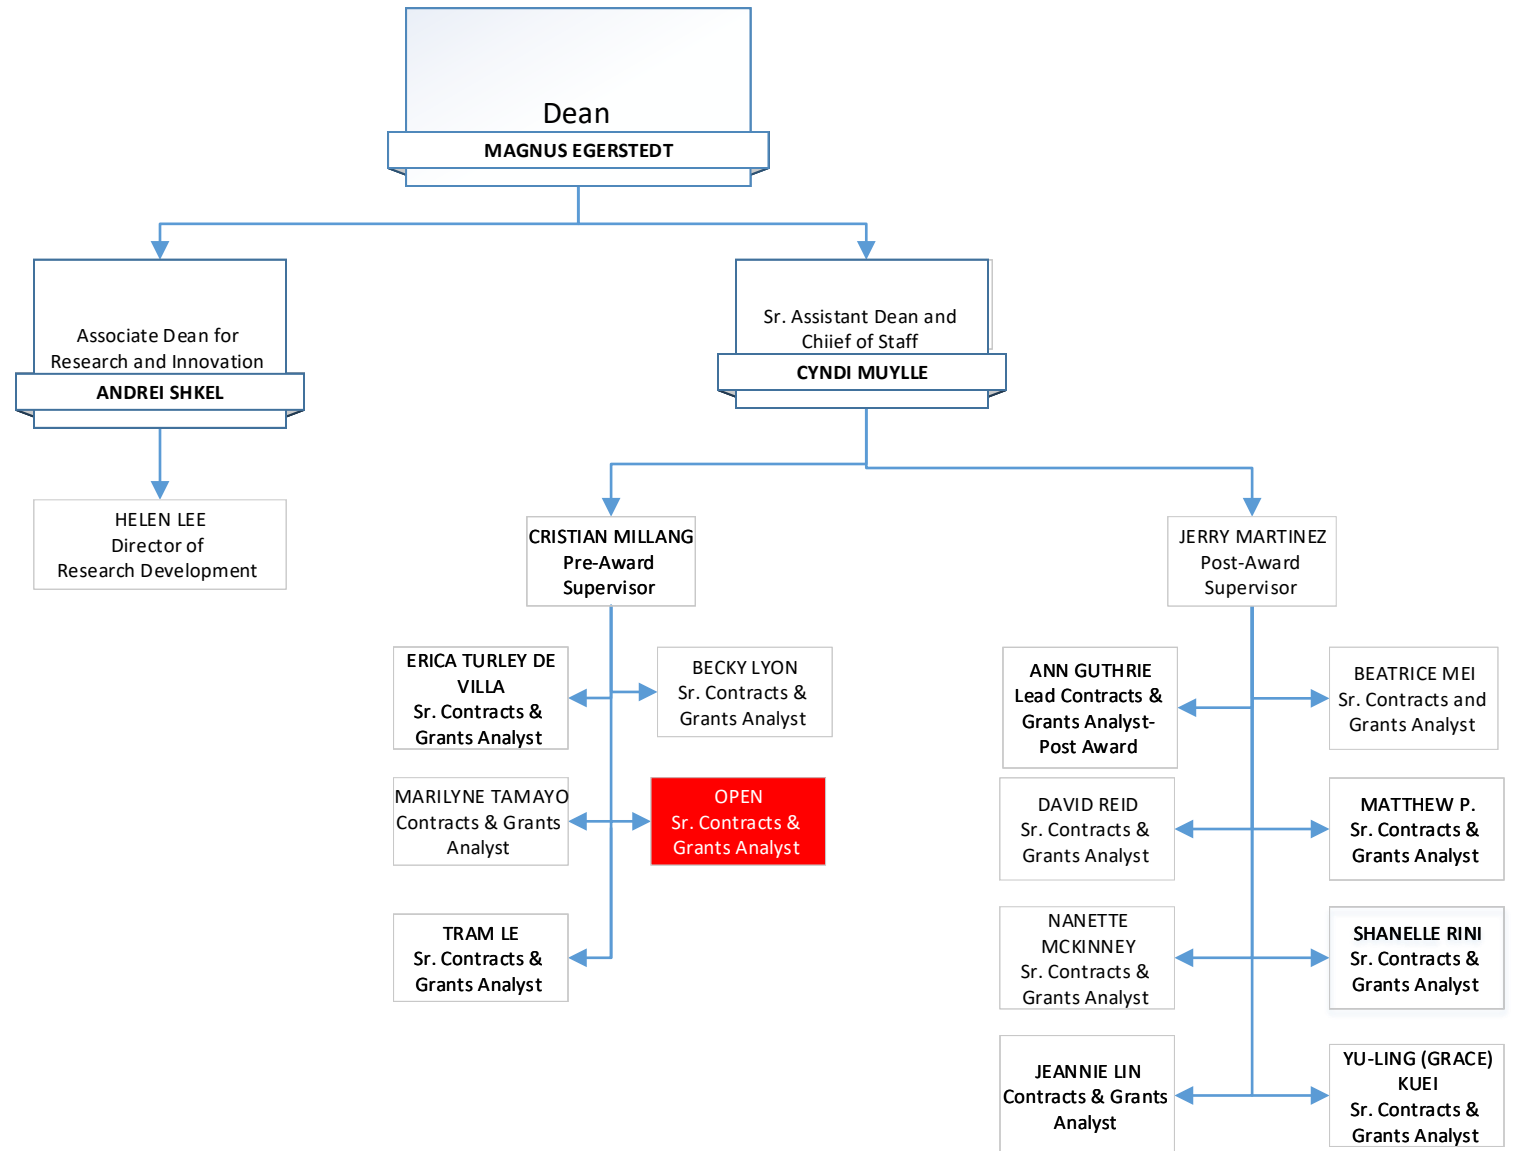 Dean
MAGNUS EGERSTEDT
Associate Dean for
Research and Innovation
ANDREI SHKEL
Sr. Assistant Dean and
Chiief of Staff
CYNDI MUYLLE
HELEN LEE
Director of
Research Development
CRISTIAN MILLANG
Pre-Award
Supervisor
JERRY MARTINEZ
Post-Award
Supervisor
ERICA TURLEY DE
VILLA
Sr. Contracts &
Grants Analyst
BECKY LYON
Sr. Contracts &
Grants Analyst
MARILYNE TAMAYO
Contracts & Grants
Analyst
OPEN
Sr. Contracts &
Grants Analyst
TRAM LE
Sr. Contracts &
Grants Analyst
ANN GUTHRIE
Lead Contracts &
Grants Analyst-
Post Award
BEATRICE MEI
Sr. Contracts and
Grants Analyst
DAVID REID
Sr. Contracts &
Grants Analyst
MATTHEW P.
Sr. Contracts &
Grants Analyst
NANETTE
MCKINNEY
Sr. Contracts &
Grants Analyst
SHANELLE RINI
Sr. Contracts &
Grants Analyst
JEANNIE LIN
Contracts & Grants
Analyst
YU-LING (GRACE)
KUEI
Sr. Contracts &
Grants Analyst